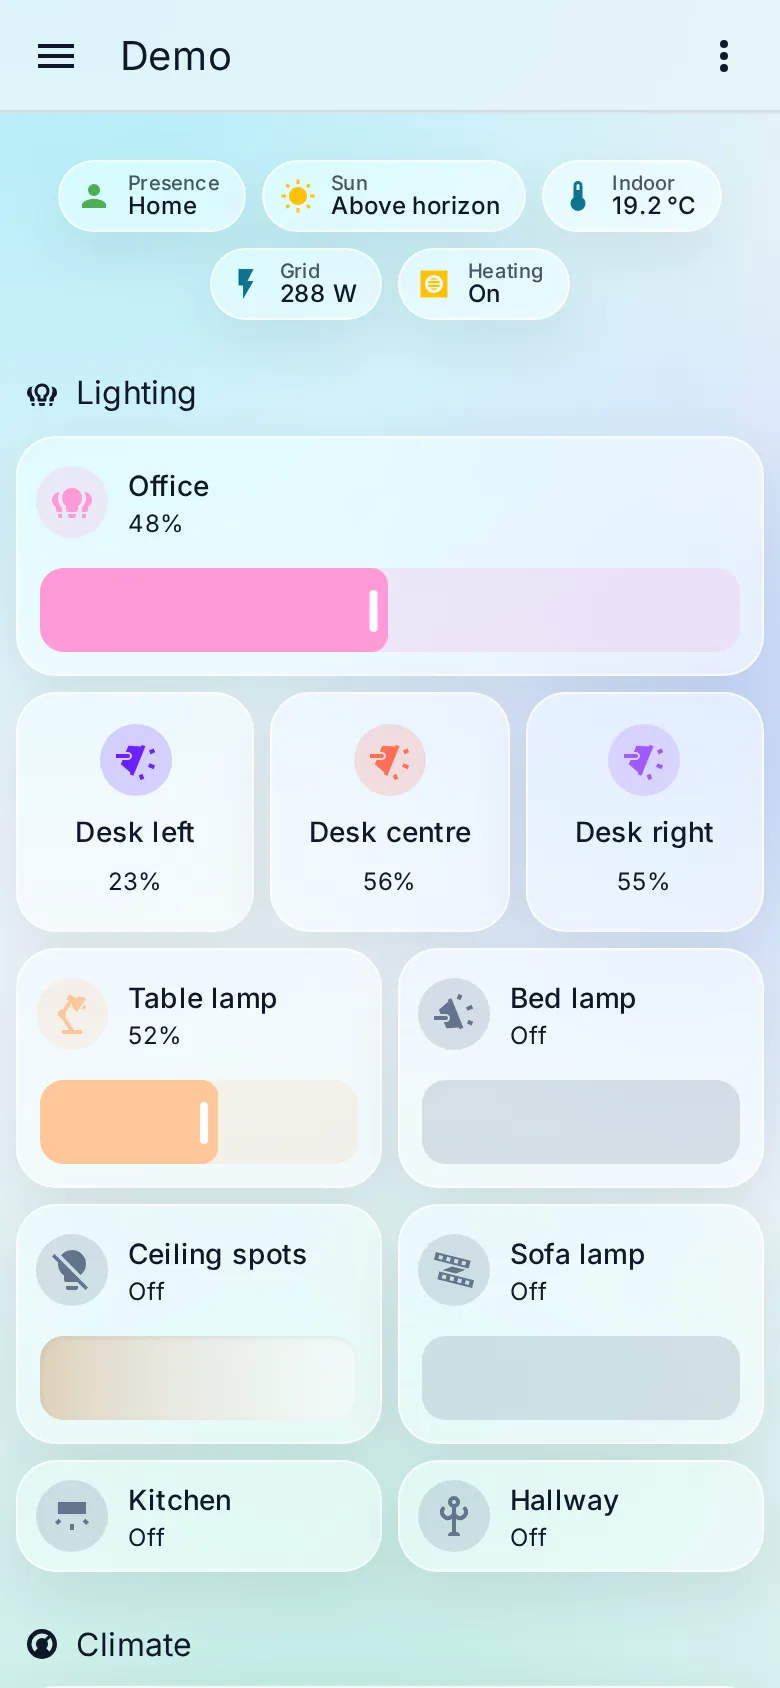 Demo
Presence
Home
Sun
Above horizon
Indoor
19.2 °C
Grid
288 W
Heating
On
Lighting
Office
48%
Desk left
23%
Desk centre
56%
Desk right
55%
Table lamp
52%
Bed lamp
Off
Ceiling spots
Off
Sofa lamp
Off
Kitchen
Off
Hallway
Off
Climate